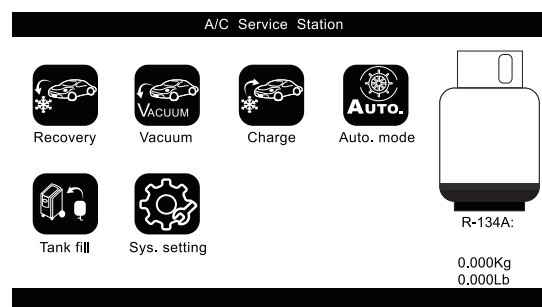 A/C Service Station
VACUUM
AUTO.
Recovery
Vacuum
Charge
Auto. mode
Tank fill
Sys. setting
R-134A:
0.000Kg
0.000Lb